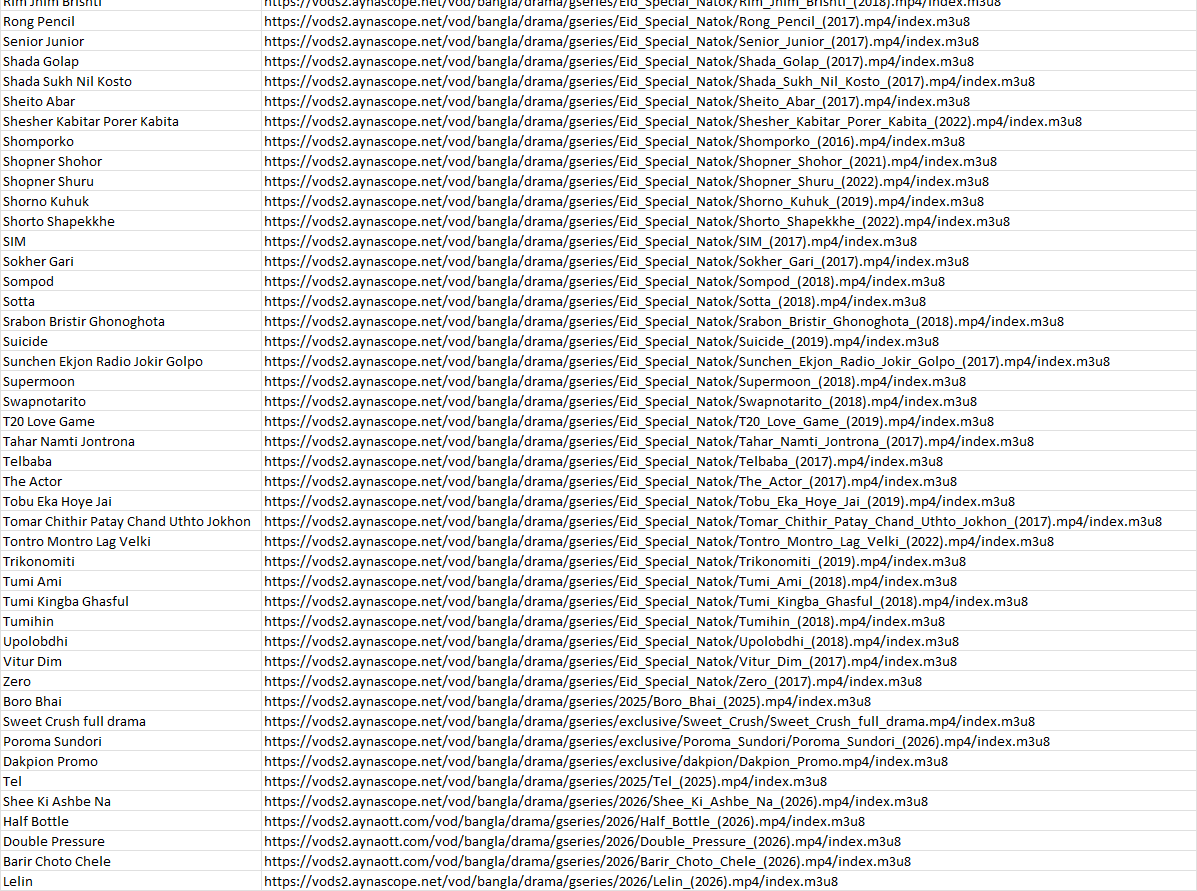 Rim Jhim Brishti https://vods2.aynascope.net/vod/bangla/drama/gseries/Eid_Special_Natok/Rim_Jhim_Brishti_(2018).mp4/index.m3u8
Rong Pencil https://vods2.aynascope.net/vod/bangla/drama/gseries/Eid_Special_Natok/Rong_Pencil_(2017).mp4/index.m3u8
Senior Junior https://vods2.aynascope.net/vod/bangla/drama/gseries/Eid_Special_Natok/Senior_Junior_(2017).mp4/index.m3u8
Shada Golap https://vods2.aynascope.net/vod/bangla/drama/gseries/Eid_Special_Natok/Shada_Golap_(2017).mp4/index.m3u8
Shada Sukh Nil Kosto https://vods2.aynascope.net/vod/bangla/drama/gseries/Eid_Special_Natok/Shada_Sukh_Nil_Kosto_(2017).mp4/index.m3u8
Sheito Abar https://vods2.aynascope.net/vod/bangla/drama/gseries/Eid_Special_Natok/Sheito_Abar_(2017).mp4/index.m3u8
Shesher Kabitar Porer Kabita https://vods2.aynascope.net/vod/bangla/drama/gseries/Eid_Special_Natok/Shesher_Kabitar_Porer_Kabita_(2022).mp4/index.m3u8
Shomporko https://vods2.aynascope.net/vod/bangla/drama/gseries/Eid_Special_Natok/Shomporko_(2016).mp4/index.m3u8
Shopner Shohor https://vods2.aynascope.net/vod/bangla/drama/gseries/Eid_Special_Natok/Shopner_Shohor_(2021).mp4/index.m3u8
Shopner Shuru https://vods2.aynascope.net/vod/bangla/drama/gseries/Eid_Special_Natok/Shopner_Shuru_(2022).mp4/index.m3u8
Shorno Kuhuk https://vods2.aynascope.net/vod/bangla/drama/gseries/Eid_Special_Natok/Shorno_Kuhuk_(2019).mp4/index.m3u8
Shorto Shapekkhe https://vods2.aynascope.net/vod/bangla/drama/gseries/Eid_Special_Natok/Shorto_Shapekkhe_(2022).mp4/index.m3u8
SIM https://vods2.aynascope.net/vod/bangla/drama/gseries/Eid_Special_Natok/SIM_(2017).mp4/index.m3u8
Sokher Gari https://vods2.aynascope.net/vod/bangla/drama/gseries/Eid_Special_Natok/Sokher_Gari_(2017).mp4/index.m3u8
Sompod https://vods2.aynascope.net/vod/bangla/drama/gseries/Eid_Special_Natok/Sompod_(2018).mp4/index.m3u8
Sotta https://vods2.aynascope.net/vod/bangla/drama/gseries/Eid_Special_Natok/Sotta_(2018).mp4/index.m3u8
Srabon Bristir Ghonoghota https://vods2.aynascope.net/vod/bangla/drama/gseries/Eid_Special_Natok/Srabon_Bristir_Ghonoghota_(2018).mp4/index.m3u8
Suicide https://vods2.aynascope.net/vod/bangla/drama/gseries/Eid_Special_Natok/Suicide_(2019).mp4/index.m3u8
Sunchen Ekjon Radio Jokir Golpo https://vods2.aynascope.net/vod/bangla/drama/gseries/Eid_Special_Natok/Sunchen_Ekjon_Radio_Jokir_Golpo_(2017).mp4/index.m3u8
Supermoon https://vods2.aynascope.net/vod/bangla/drama/gseries/Eid_Special_Natok/Supermoon_(2018).mp4/index.m3u8
Swapnotarito https://vods2.aynascope.net/vod/bangla/drama/gseries/Eid_Special_Natok/Swapnotarito_(2018).mp4/index.m3u8
T20 Love Game https://vods2.aynascope.net/vod/bangla/drama/gseries/Eid_Special_Natok/T20_Love_Game_(2019).mp4/index.m3u8
Tahar Namti Jontrona https://vods2.aynascope.net/vod/bangla/drama/gseries/Eid_Special_Natok/Tahar_Namti_Jontrona_(2017).mp4/index.m3u8
Telbaba https://vods2.aynascope.net/vod/bangla/drama/gseries/Eid_Special_Natok/Telbaba_(2017).mp4/index.m3u8
The Actor https://vods2.aynascope.net/vod/bangla/drama/gseries/Eid_Special_Natok/The_Actor_(2017).mp4/index.m3u8
Tobu Eka Hoye Jai https://vods2.aynascope.net/vod/bangla/drama/gseries/Eid_Special_Natok/Tobu_Eka_Hoye_Jai_(2019).mp4/index.m3u8
Tomar Chithir Patay Chand Uthto Jokhon https://vods2.aynascope.net/vod/bangla/drama/gseries/Eid_Special_Natok/Tomar_Chithir_Patay_Chand_Uthto_Jokhon_(2017).mp4/index.m3u8
Tontro Montro Lag Velki https://vods2.aynascope.net/vod/bangla/drama/gseries/Eid_Special_Natok/Tontro_Montro_Lag_Velki_(2022).mp4/index.m3u8
Trikonomiti https://vods2.aynascope.net/vod/bangla/drama/gseries/Eid_Special_Natok/Trikonomiti_(2019).mp4/index.m3u8
Tumi Ami https://vods2.aynascope.net/vod/bangla/drama/gseries/Eid_Special_Natok/Tumi_Ami_(2018).mp4/index.m3u8
Tumi Kingba Ghasful https://vods2.aynascope.net/vod/bangla/drama/gseries/Eid_Special_Natok/Tumi_Kingba_Ghasful_(2018).mp4/index.m3u8
Tumihin https://vods2.aynascope.net/vod/bangla/drama/gseries/Eid_Special_Natok/Tumihin_(2018).mp4/index.m3u8
Upolobdhi https://vods2.aynascope.net/vod/bangla/drama/gseries/Eid_Special_Natok/Upolobdhi_(2018).mp4/index.m3u8
Vitur Dim https://vods2.aynascope.net/vod/bangla/drama/gseries/Eid_Special_Natok/Vitur_Dim_(2017).mp4/index.m3u8
Zero https://vods2.aynascope.net/vod/bangla/drama/gseries/Eid_Special_Natok/Zero_(2017).mp4/index.m3u8
Boro Bhai https://vods2.aynascope.net/vod/bangla/drama/gseries/2025/Boro_Bhai_(2025).mp4/index.m3u8
Sweet Crush full drama https://vods2.aynascope.net/vod/bangla/drama/gseries/exclusive/Sweet_Crush/Sweet_Crush_full_drama.mp4/index.m3u8
Poroma Sundori https://vods2.aynascope.net/vod/bangla/drama/gseries/exclusive/Poroma_Sundori/Poroma_Sundori_(2026).mp4/index.m3u8
Dakpion Promo https://vods2.aynascope.net/vod/bangla/drama/gseries/exclusive/dakpion/Dakpion_Promo.mp4/index.m3u8
Tel https://vods2.aynascope.net/vod/bangla/drama/gseries/2025/Tel_(2025).mp4/index.m3u8
Shee Ki Ashbe Na https://vods2.aynascope.net/vod/bangla/drama/gseries/2026/Shee_Ki_Ashbe_Na_(2026).mp4/index.m3u8
Half Bottle https://vods2.aynaott.com/vod/bangla/drama/gseries/2026/Half_Bottle_(2026).mp4/index.m3u8
Double Pressure https://vods2.aynaott.com/vod/bangla/drama/gseries/2026/Double_Pressure_(2026).mp4/index.m3u8
Barir Choto Chele https://vods2.aynaott.com/vod/bangla/drama/gseries/2026/Barir_Choto_Chele_(2026).mp4/index.m3u8
Lelin https://vods2.aynascope.net/vod/bangla/drama/gseries/2026/Lelin_(2026).mp4/index.m3u8